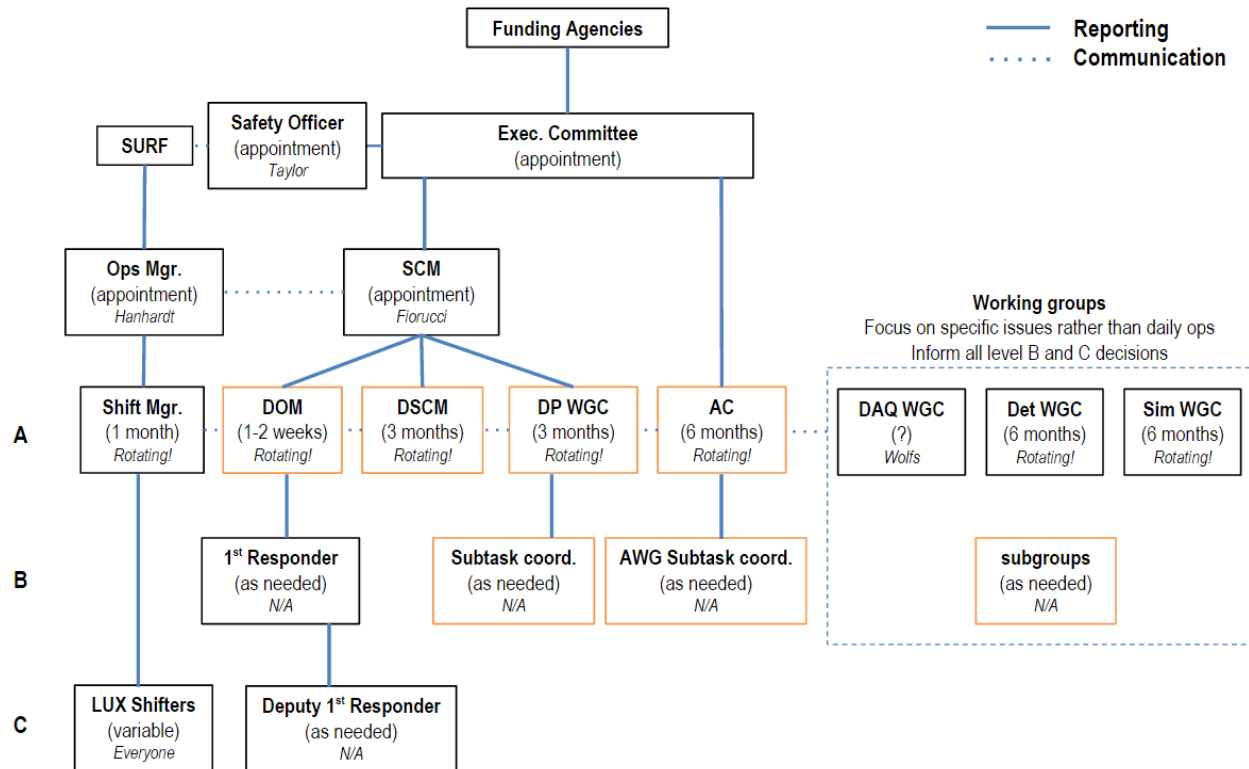 Funding Agencies
Reporting
Communication
Safety Officer
(appointment)
Taylor
SURF
Exec. Committee
(appointment)
Ops Mgr.
(appointment)
Hanhardt
SCM
(appointment)
Fiorucci
Working groups
Focus on specific issues rather than daily ops
Inform all level B and C decisions
A
Shift Mgr.
(1 month)
Rotating!
DOM
(1-2 weeks)
Rotating!
DSCM
(3 months)
Rotating!
DP WGC
(3 months)
Rotating!
AC
(6 months)
Rotating!
DAQ WGC
(?)
Wolfs
Det WGC
(6 months)
Rotating!
Sim WGC
(6 months)
Rotating!
B
1st Responder
(as needed)
N/A
Subtask coord.
(as needed)
N/A
AWG Subtask coord.
(as needed)
N/A
subgroups
(as needed)
N/A
C
LUX Shifters
(variable)
Everyone
Deputy 1st Responder
(as needed)
N/A